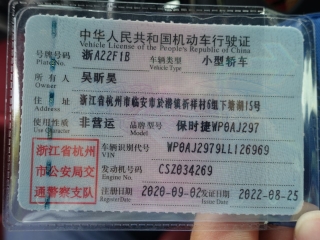 中华人民共和国机动车行驶证
Vehicle License of the People's Republic of China
号牌号码 浙A22F1B 车辆类型 小型轿车
Plate No. Vehicle Type
所有人 吴昕昊
Owner
住址 浙江省杭州市临安市於潜镇祈祥村6组下塘湖15号
Address
使用性质 非营运 品牌型号 保时捷WP0AJ297
Use Character Model
浙江省杭州
市公安局交
通警察支队
车辆识别代号 WP0AJ2979LL126969
VIN
发动机号码 CSZ034269
Engine No.
注册日期 2020-09-02 发证日期 2022-08-25
Register Date Issue Date